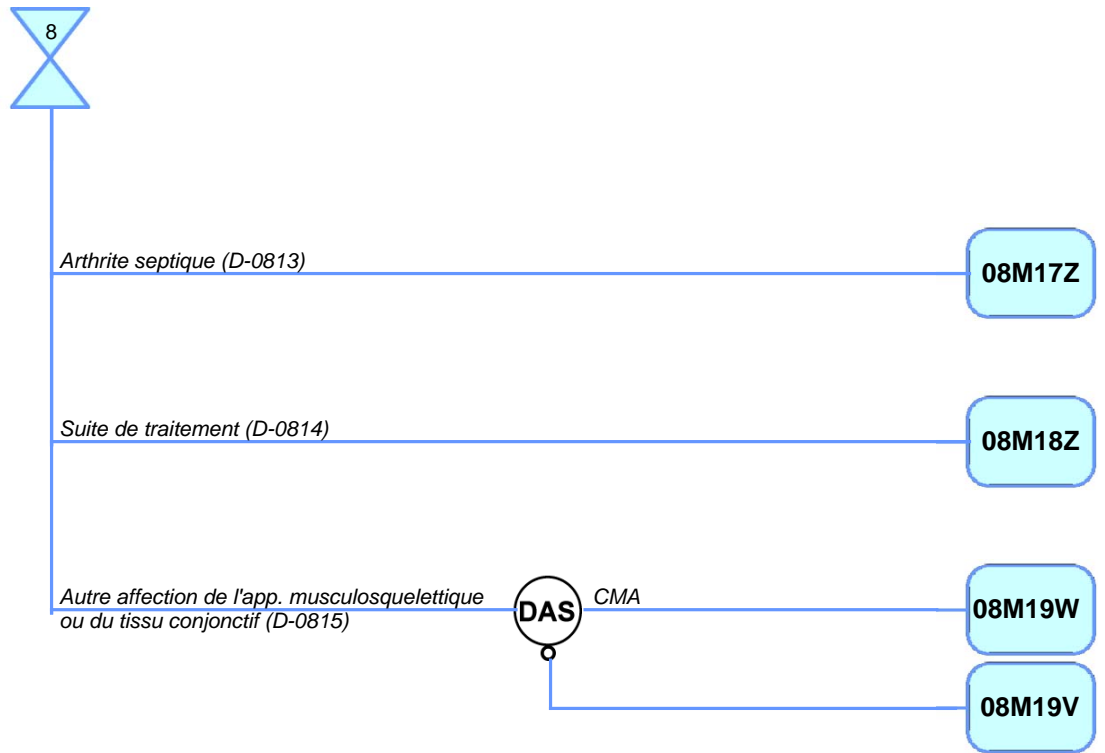 8
Arthrite septique (D-0813)
08M17Z
Suite de traitement (D-0814)
08M18Z
Autre affection de l'app. musculosquelettique
ou du tissu conjonctif (D-0815)
DAS
CMA
08M19W
08M19V